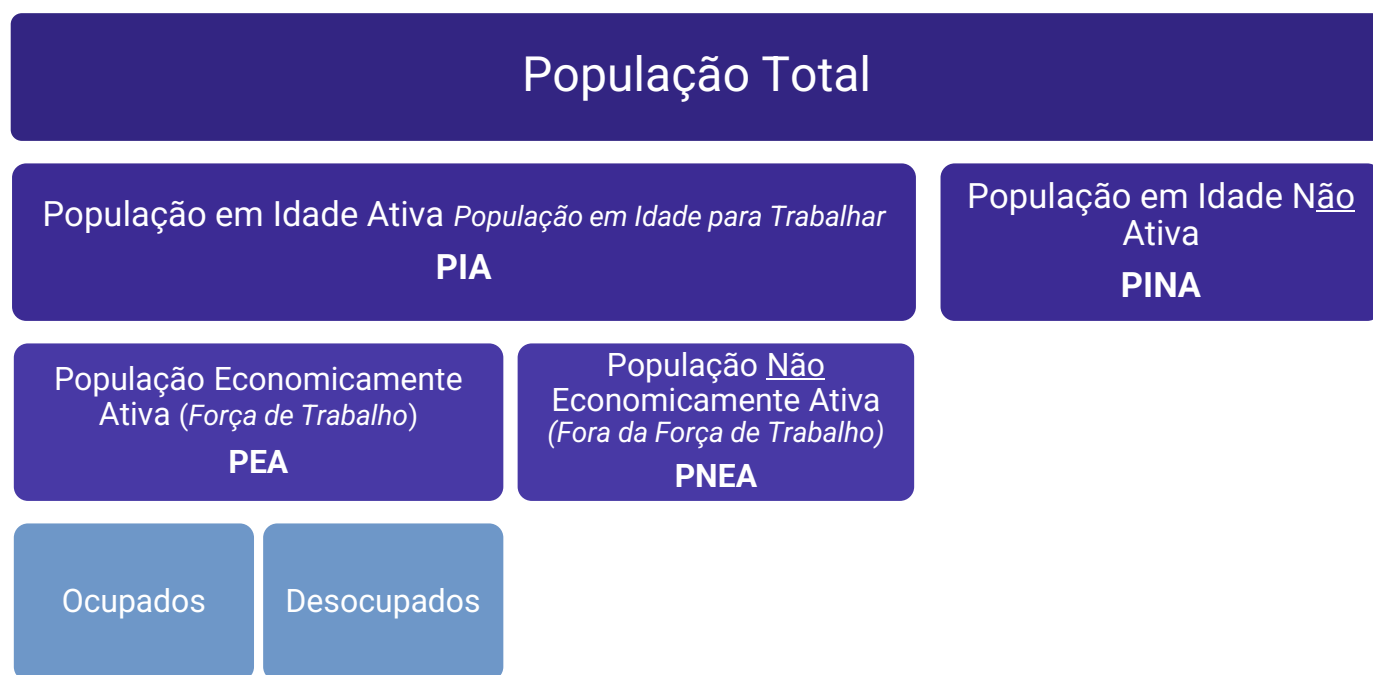 População Total
População em Idade Ativa População em Idade para Trabalhar
PIA
População em Idade Não
Ativa
PINA
População Economicamente
Ativa (Força de Trabalho)
PEA
População Não
Economicamente Ativa
(Fora da Força de Trabalho)
PNEA
Ocupados
Desocupados